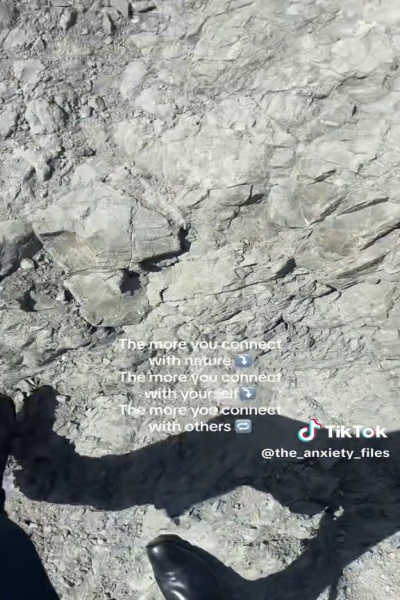 The more you connect
with nature ⤵️
The more you connect
with yourself ⤵️
The more you connect
with others 🔁
TikTok
@the_anxiety_files